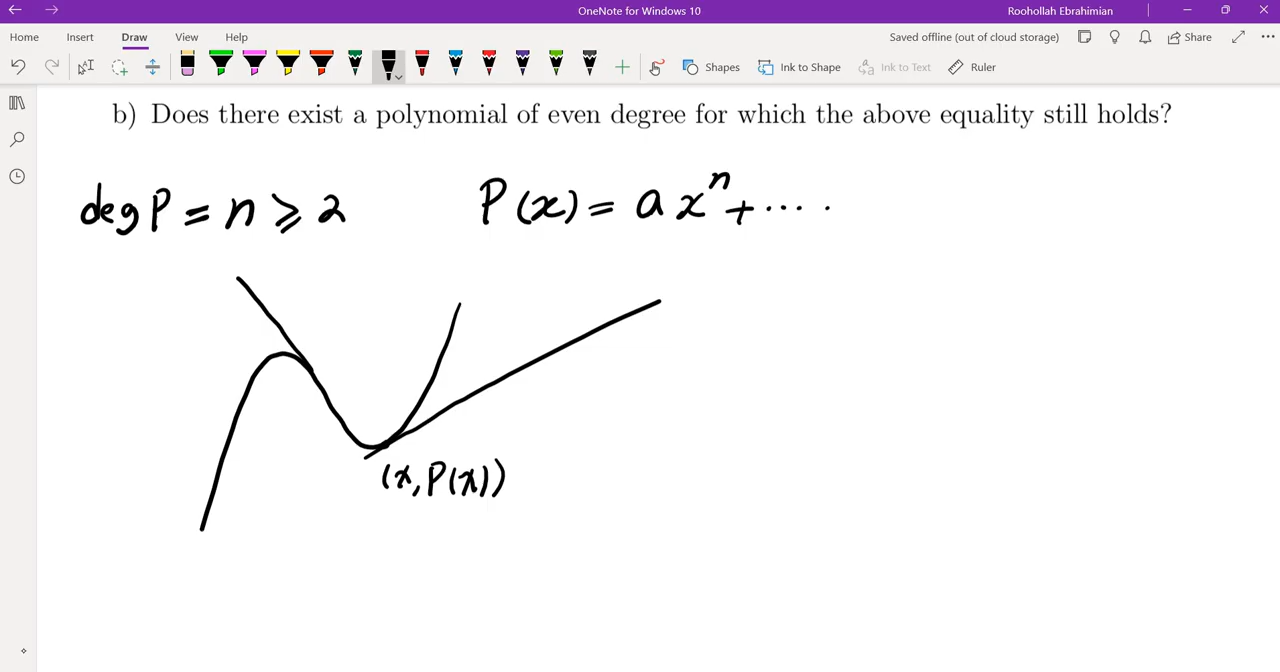 OneNote for Windows 10
Roohollah Ebrahimian
Home Insert Draw View Help
Saved offline (out of cloud storage)
Share
Shapes Ink to Shape Ink to Text Ruler
b) Does there exist a polynomial of even degree for which the above equality still holds?
deg P = n ≥ 2 P(x) = a xⁿ + ....
(x, P(x))